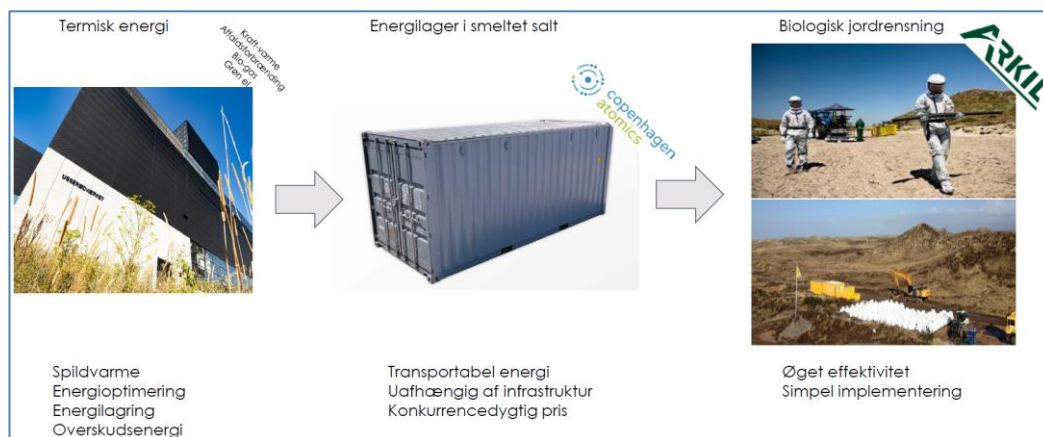 Termisk energi
Kraft-varme
Affaldsforbrænding
Bio-gas
Grøn el
Spildvarme
Energioptimering
Energilagring
Overskudsenergi
Energilager i smeltet salt
copenhagen
atomics
Transportabel energi
Uafhængig af infrastruktur
Konkurrencedygtig pris
Biologisk jordrensning
ARKIL
Øget effektivitet
Simpel implementering